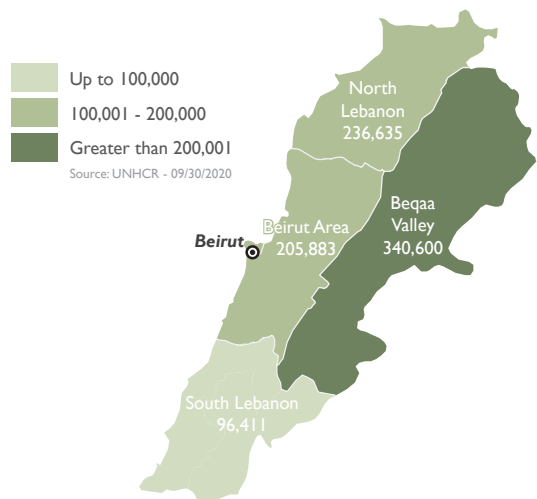 Up to 100,000
100,001 - 200,000
Greater than 200,001
Source: UNHCR - 09/30/2020
North
Lebanon
236,635
Beqaa
Valley
340,600
Beirut Area
205,883
Beirut
South Lebanon
96,411